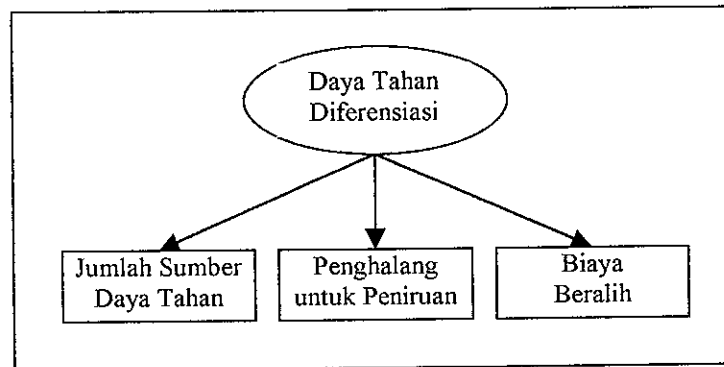 Daya Tahan
Diferensiasi
Jumlah Sumber
Daya Tahan
Penghalang
untuk Peniruan
Biaya
Beralih